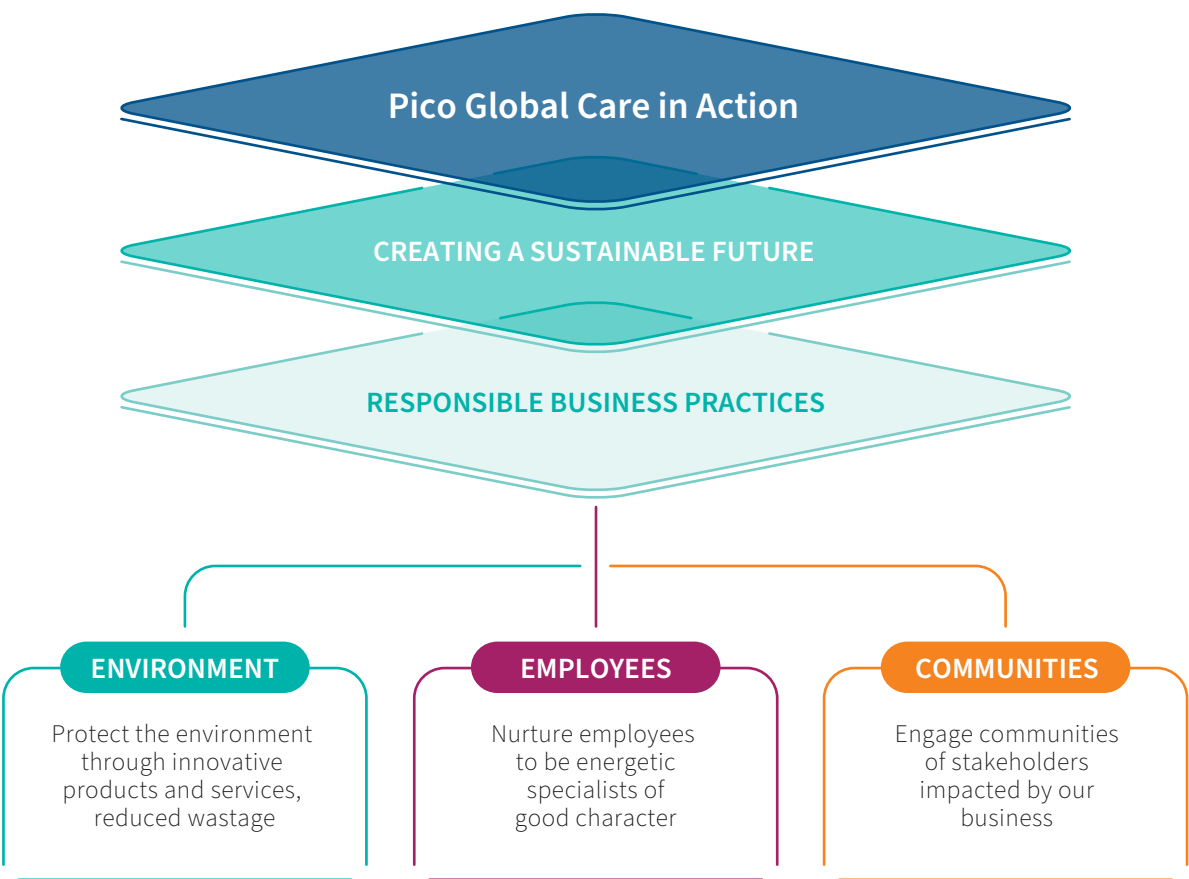 Pico Global Care in Action
CREATING A SUSTAINABLE FUTURE
RESPONSIBLE BUSINESS PRACTICES
ENVIRONMENT
Protect the environment
through innovative
products and services,
reduced wastage
EMPLOYEES
Nurture employees
to be energetic
specialists of
good character
COMMUNITIES
Engage communities
of stakeholders
impacted by our
business